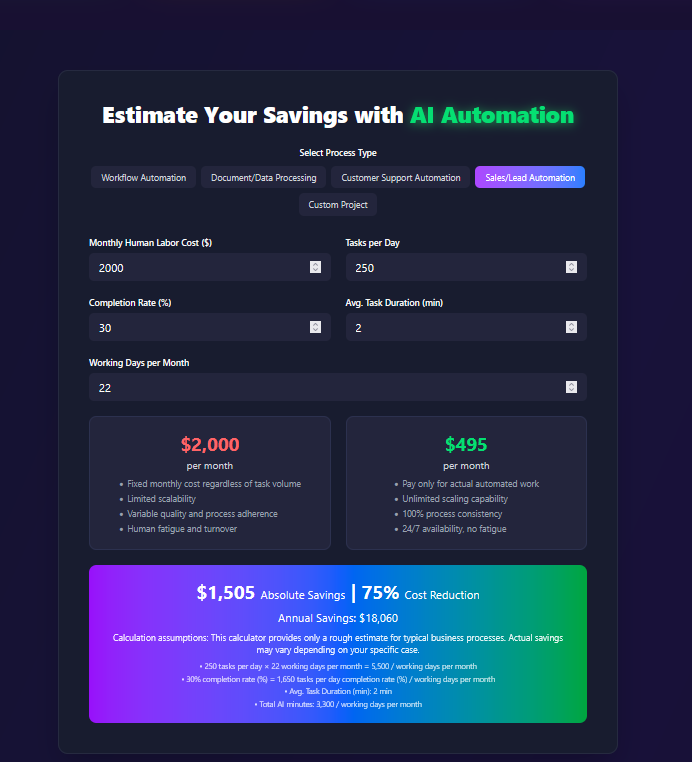 Estimate Your Savings with AI Automation
Select Process Type
Workflow Automation
Document/Data Processing
Customer Support Automation
Sales/Lead Automation
Custom Project
Monthly Human Labor Cost ($)
Tasks per Day
2000
250
Completion Rate (%)
Avg. Task Duration (min)
30
2
Working Days per Month
22
$2,000
per month
• Fixed monthly cost regardless of task volume
• Limited scalability
• Variable quality and process adherence
• Human fatigue and turnover
$495
per month
• Pay only for actual automated work
• Unlimited scaling capability
• 100% process consistency
• 24/7 availability, no fatigue
$1,505 Absolute Savings | 75% Cost Reduction
Annual Savings: $18,060
Calculation assumptions: This calculator provides only a rough estimate for typical business processes. Actual savings
may vary depending on your specific case.
• 250 tasks per day × 22 working days per month = 5,500 / working days per month
• 30% completion rate (%) = 1,650 tasks per day completion rate (%) / working days per month
• Avg. Task Duration (min): 2 min
• Total AI minutes: 3,300 / working days per month